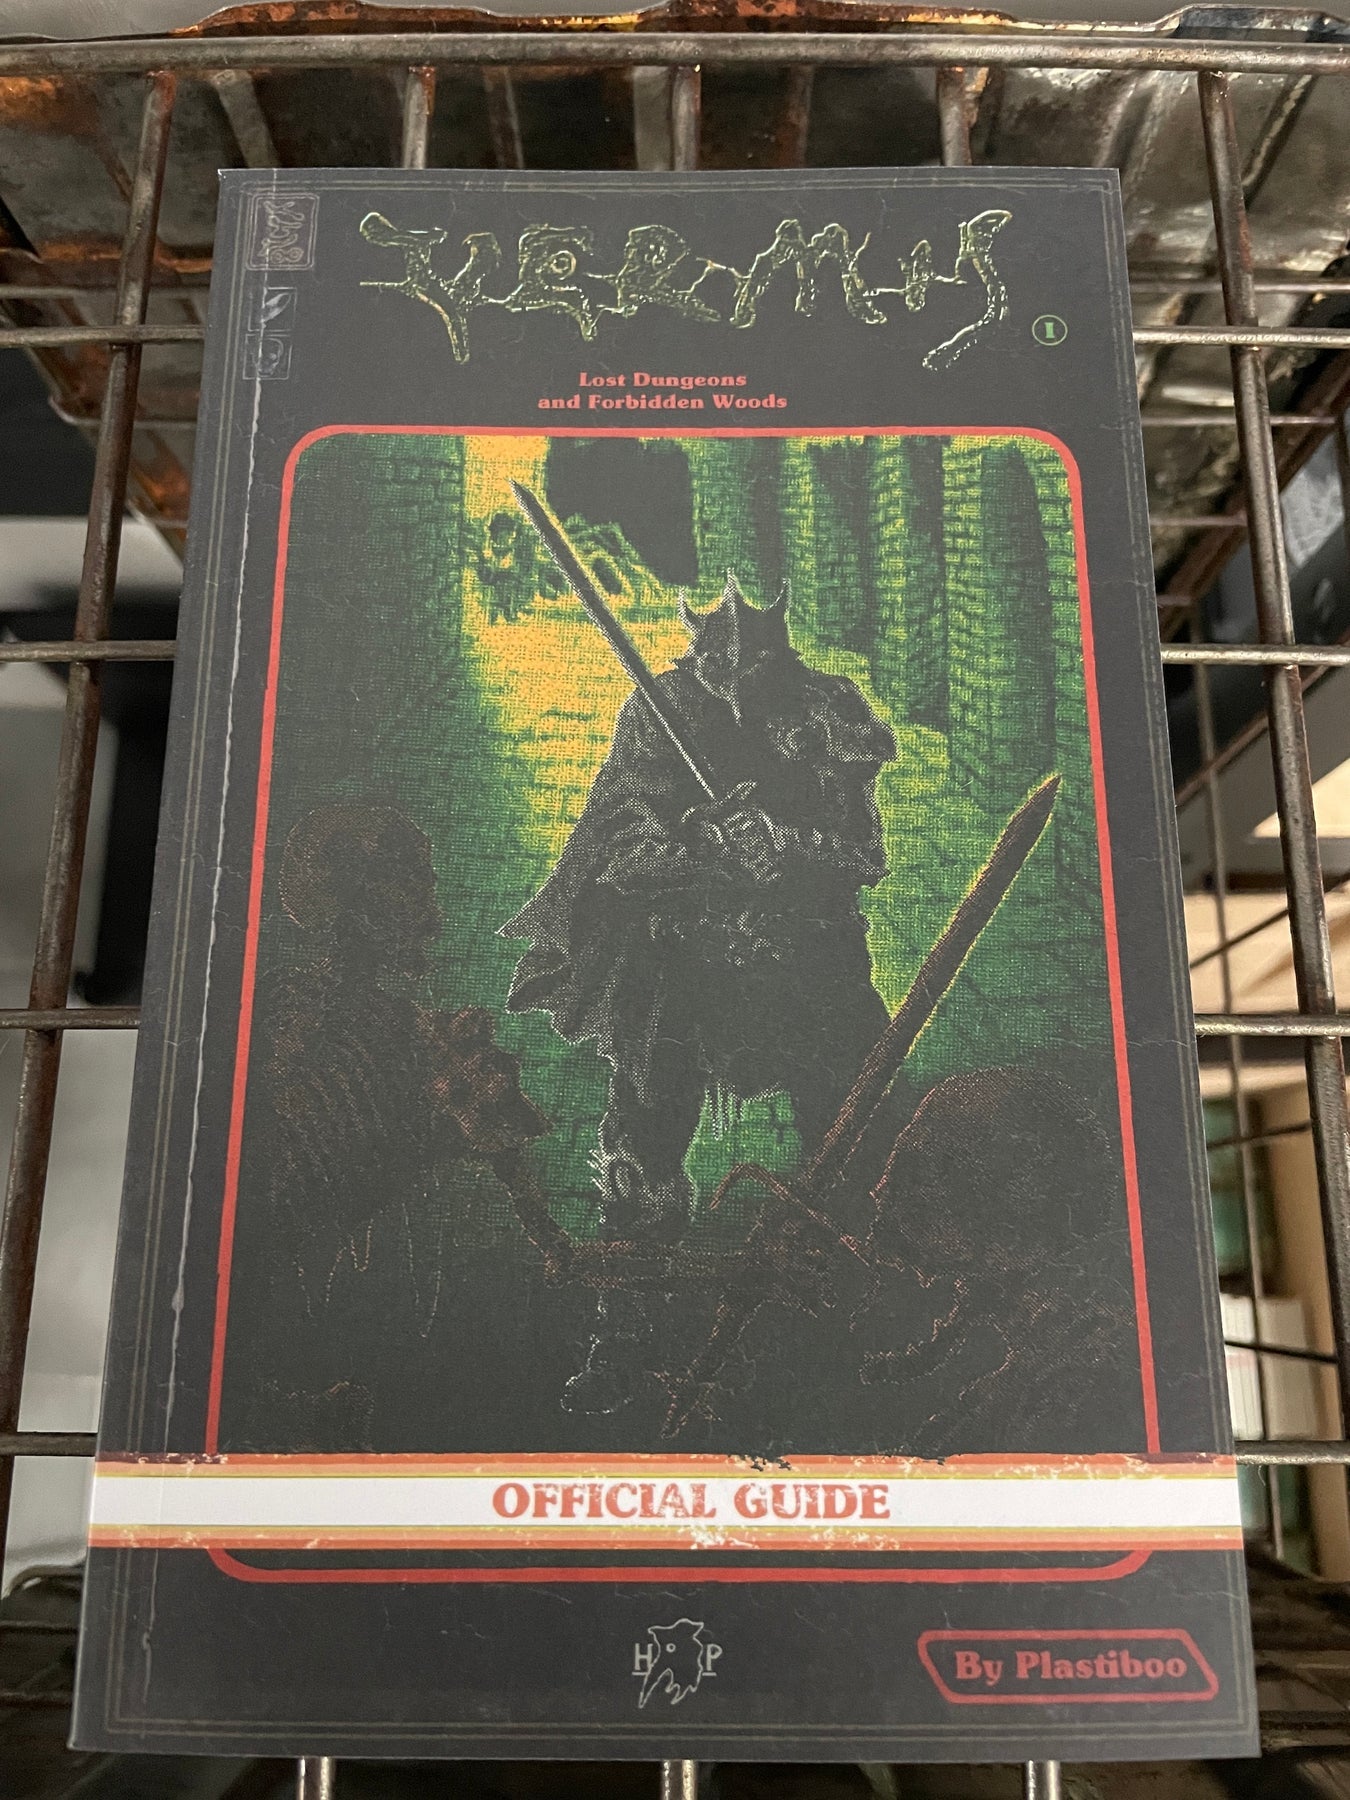 VERMIS
I
Lost Dungeons
and Forbidden Woods
OFFICIAL GUIDE
H P
By Plastiboo